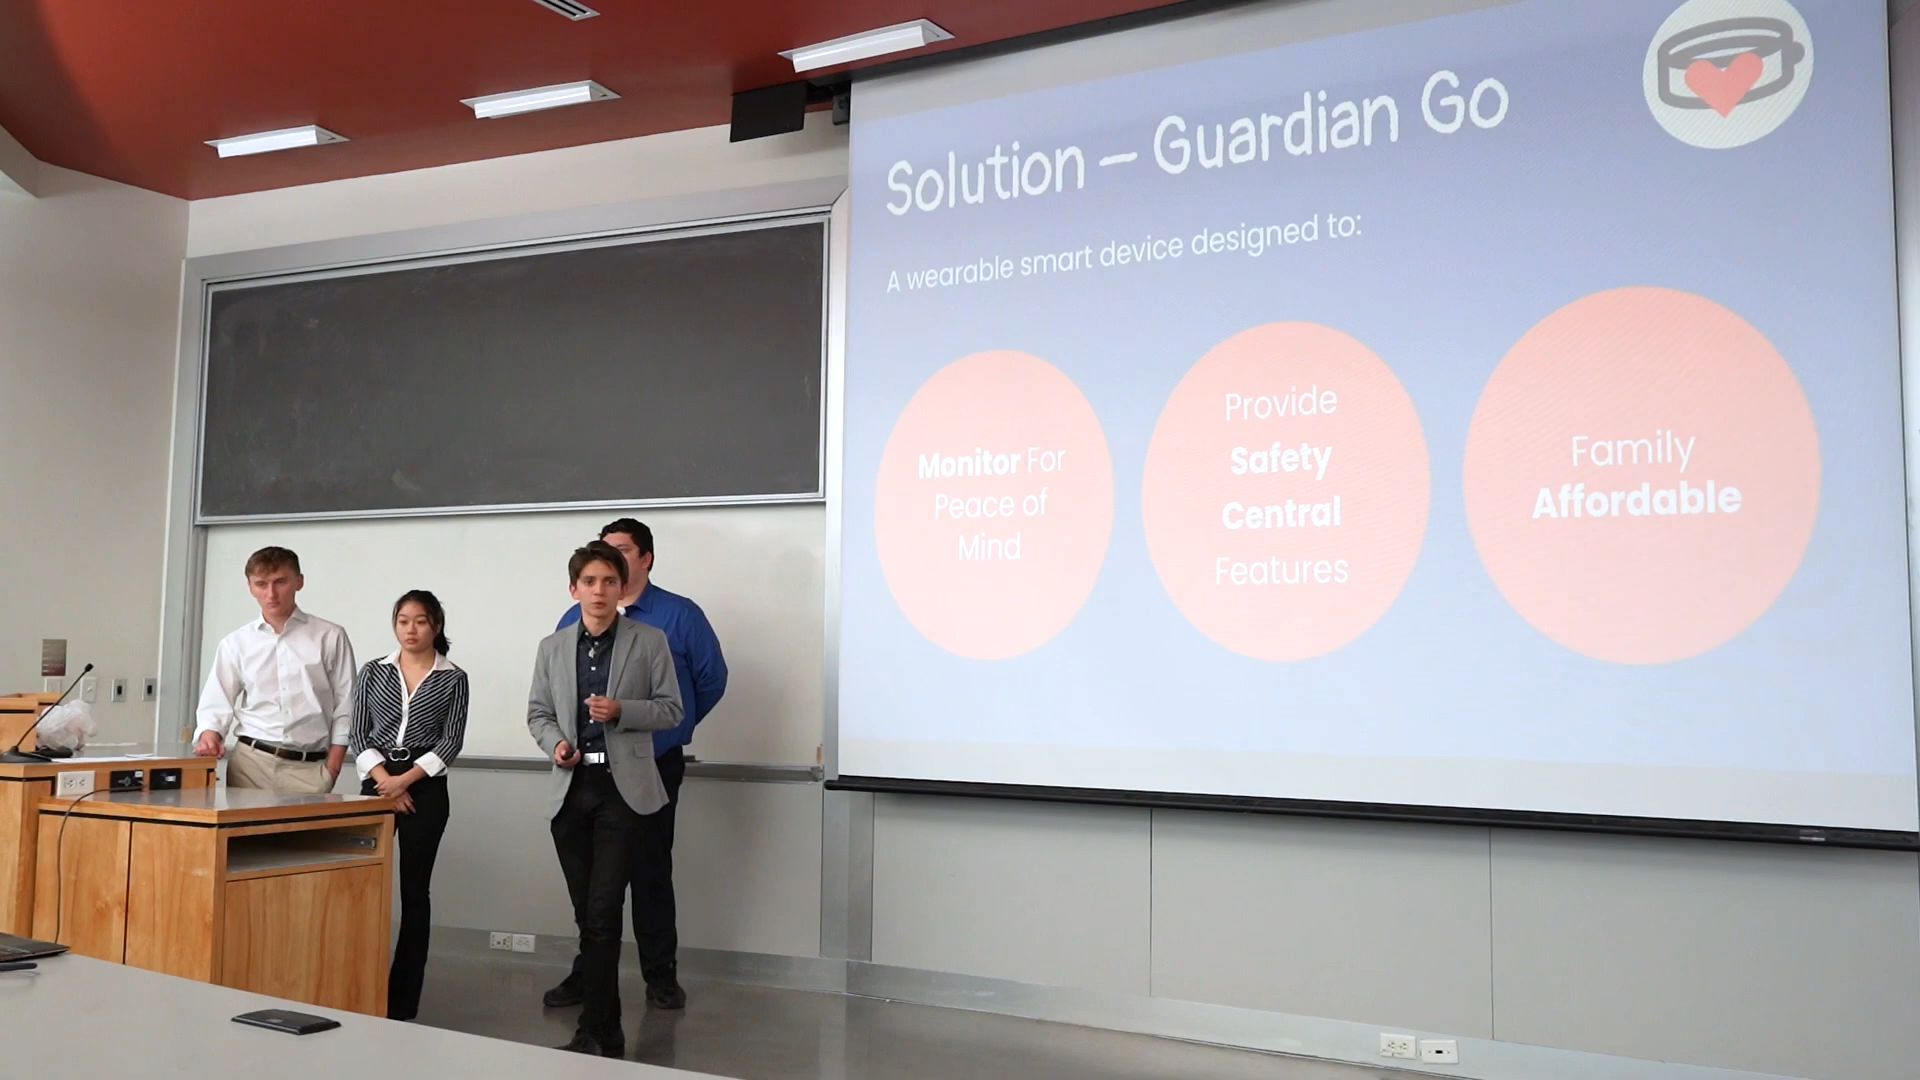 Solution – Guardian Go
A wearable smart device designed to:
Monitor For
Peace of
Mind
Provide
Safety
Central
Features
Family
Affordable